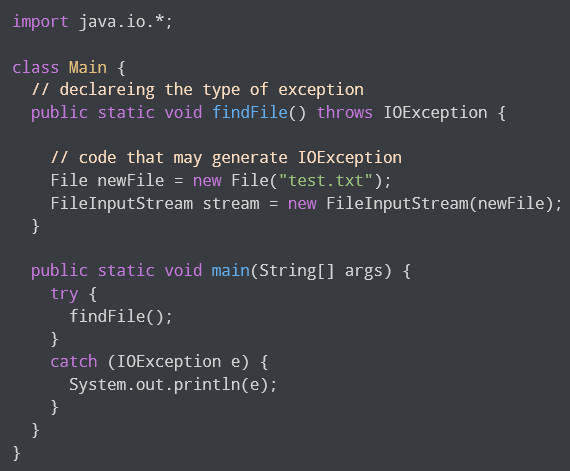 import java.io.*;
class Main {
// declareing the type of exception
public static void findFile() throws IOException {
// code that may generate IOException
File newFile = new File("test.txt");
FileInputStream stream = new FileInputStream(newFile);
}
public static void main(String[] args) {
try {
findFile();
}
catch (IOException e) {
System.out.println(e);
}
}
}